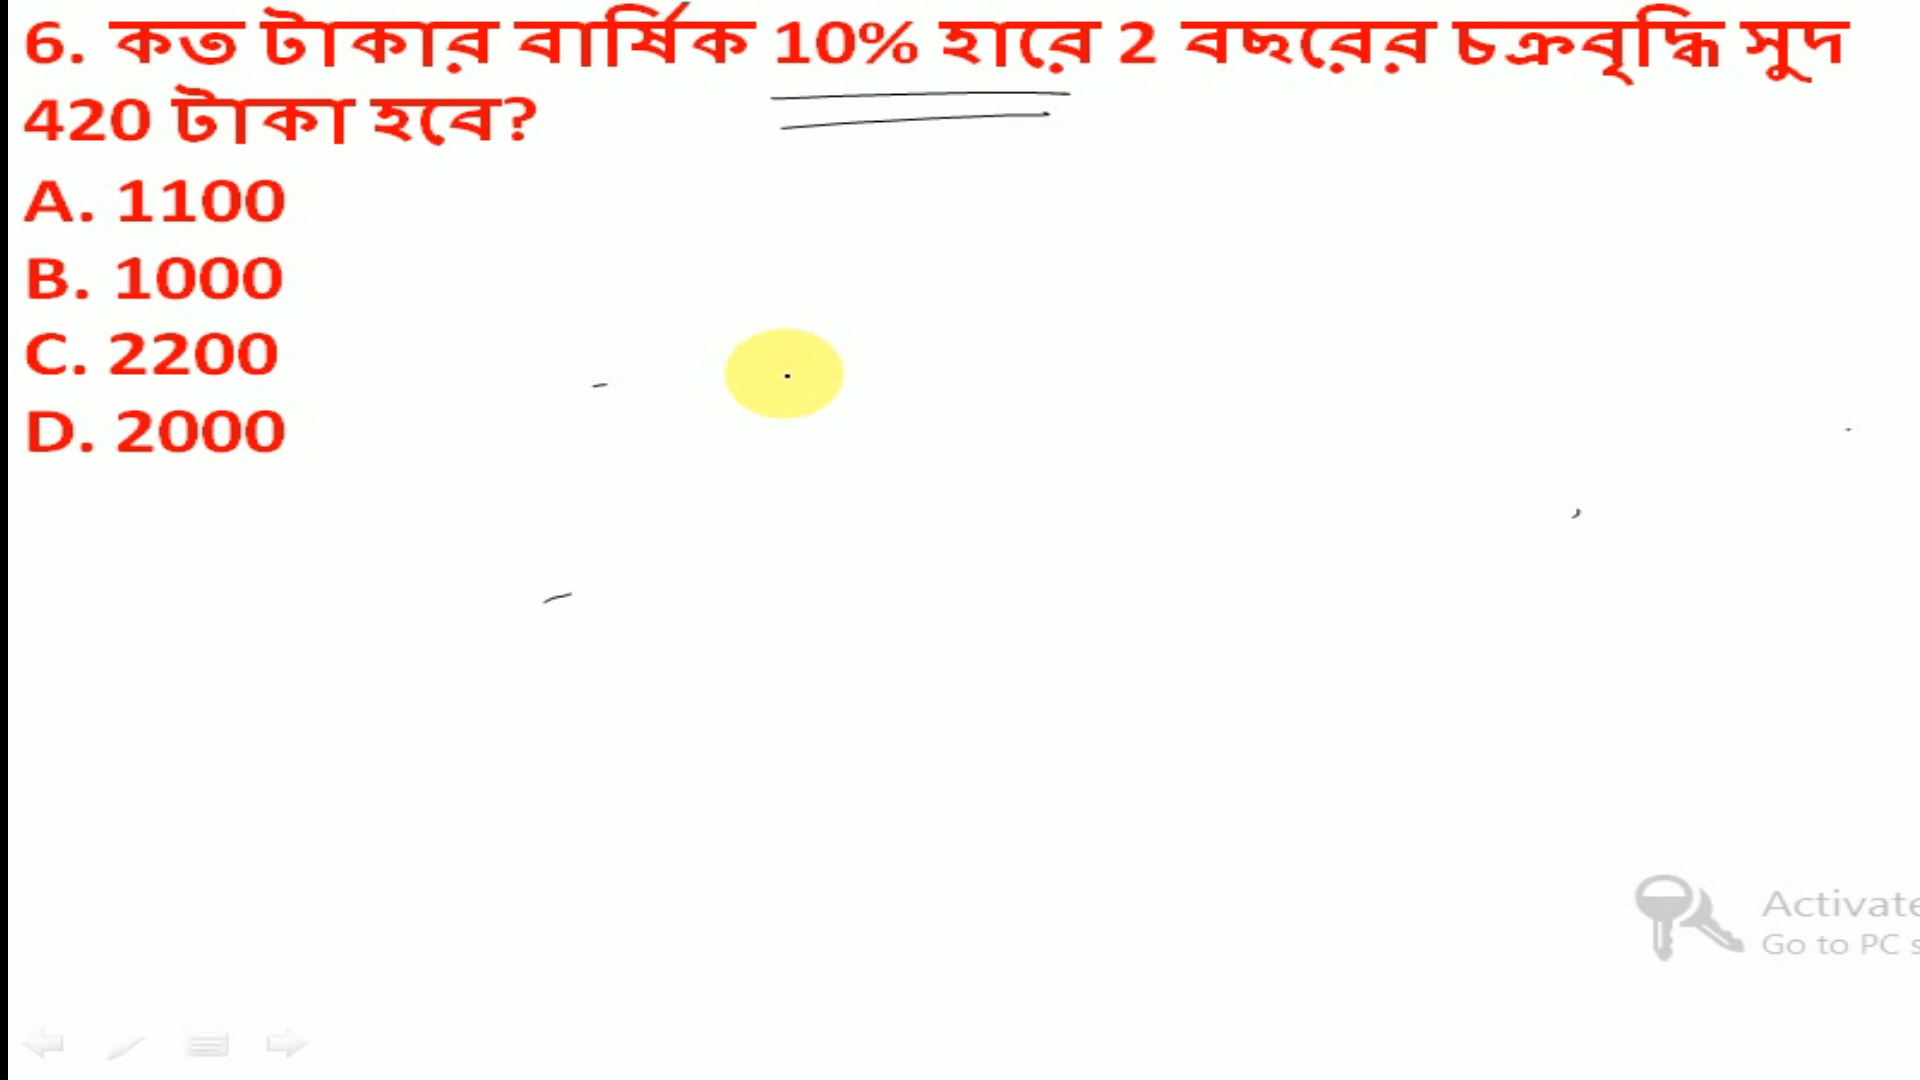 6. কত টাকার বার্ষিক 10% হারে 2 বছরের চক্রবৃদ্ধি সুদ
420 টাকা হবে?
A. 1100
B. 1000
C. 2200
D. 2000
Activate
Go to PC s